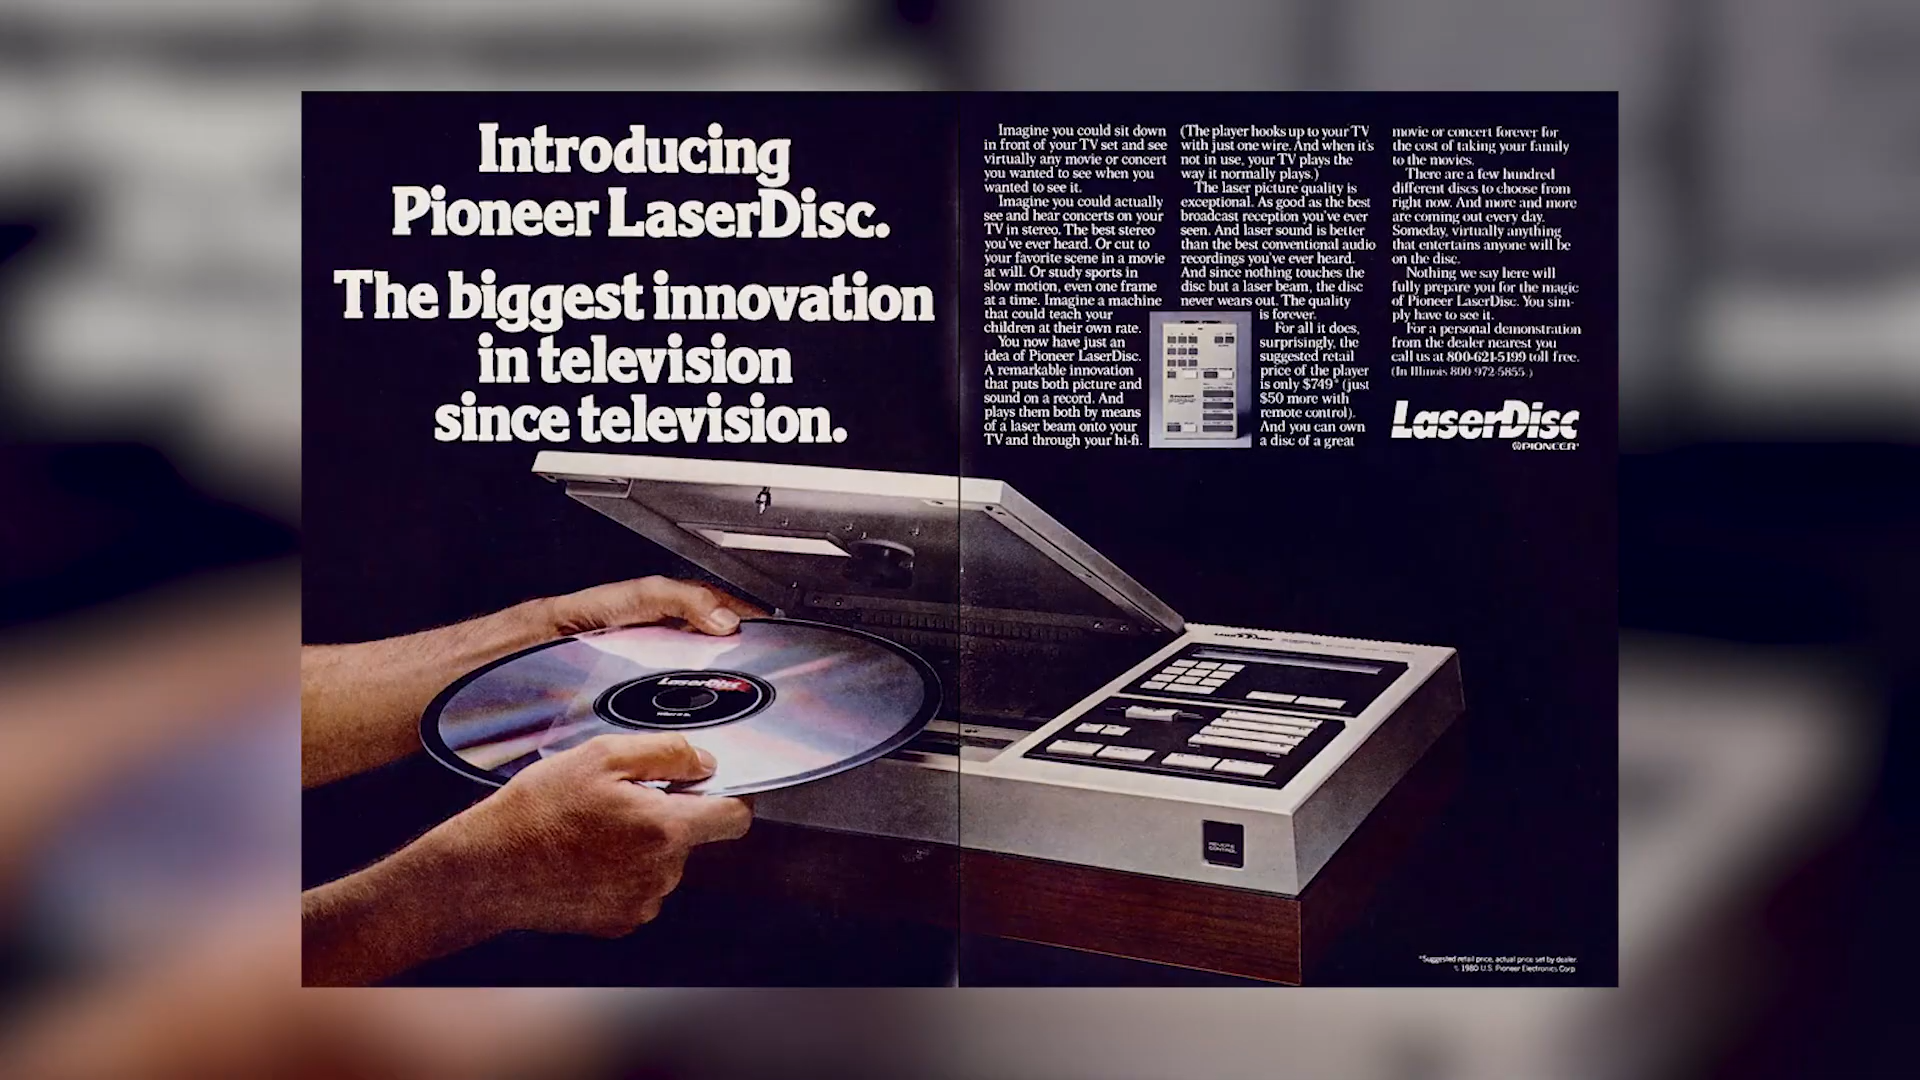 Introducing
Pioneer LaserDisc.
The biggest innovation
in television
since television.
Imagine you could sit down
in front of your TV set and see
virtually any movie or concert
you wanted to see when you
wanted to see it.
Imagine you could actually
see and hear concerts on your
TV in stereo. The best stereo
you've ever heard. Or cut to
your favorite scene in a movie
at will. Or study sports in
slow motion, even one frame
at a time. Imagine a machine
that could teach your
children at their own rate.
You now have just an
idea of Pioneer LaserDisc.
A remarkable innovation
that puts both picture and
sound on a record. And
plays them both by means
of a laser beam onto your
TV and through your hi-fi.
(The player hooks up to your TV
with just one wire. And when it's
not in use, your TV plays the
way it normally plays.)
The laser picture quality is
exceptional. As good as the best
broadcast reception you've ever
seen. And laser sound is better
than the best conventional audio
recordings you've ever heard.
And since nothing touches the
disc but a laser beam, the disc
never wears out. The quality
is forever.
For all it does,
surprisingly, the
suggested retail
price of the player
is only $749* (just
$50 more with
remote control).
And you can own
a disc of a great
movie or concert forever for
the cost of taking your family
to the movies.
There are a few hundred
different discs to choose from
right now. And more and more
are coming out every day.
Someday, virtually anything
that entertains anyone will be
on the disc.
Nothing we say here will
fully prepare you for the magic
of Pioneer LaserDisc. You sim-
ply have to see it.
For a personal demonstration
from the dealer nearest you
call us at 800-621-5199 toll free.
(In Illinois 800-972-5855.)
LaserDisc
PIONEER
LaserDisc
REMOTE
CONTROL
*Suggested retail price, actual price set by dealer.
© 1980 U.S. Pioneer Electronics Corp.